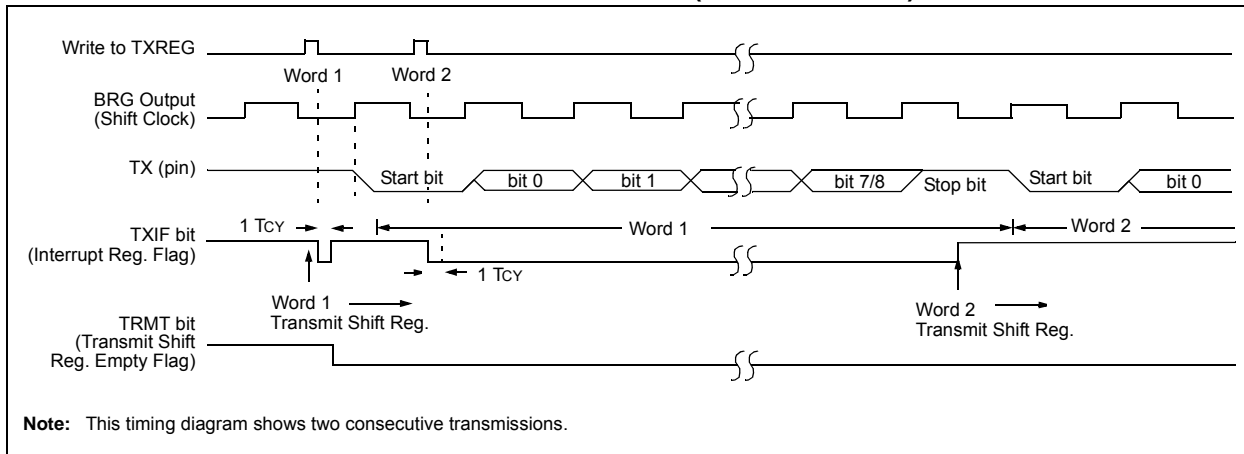 Write to TXREG
Word 1
Word 2
BRG Output
(Shift Clock)
TX (pin)
Start bit
bit 0
bit 1
bit 7/8
Stop bit
Start bit
bit 0
TXIF bit
(Interrupt Reg. Flag)
1 TCY
Word 1
Word 2
1 TCY
Word 1
Transmit Shift Reg.
Word 2
Transmit Shift Reg.
TRMT bit
(Transmit Shift
Reg. Empty Flag)
Note: This timing diagram shows two consecutive transmissions.